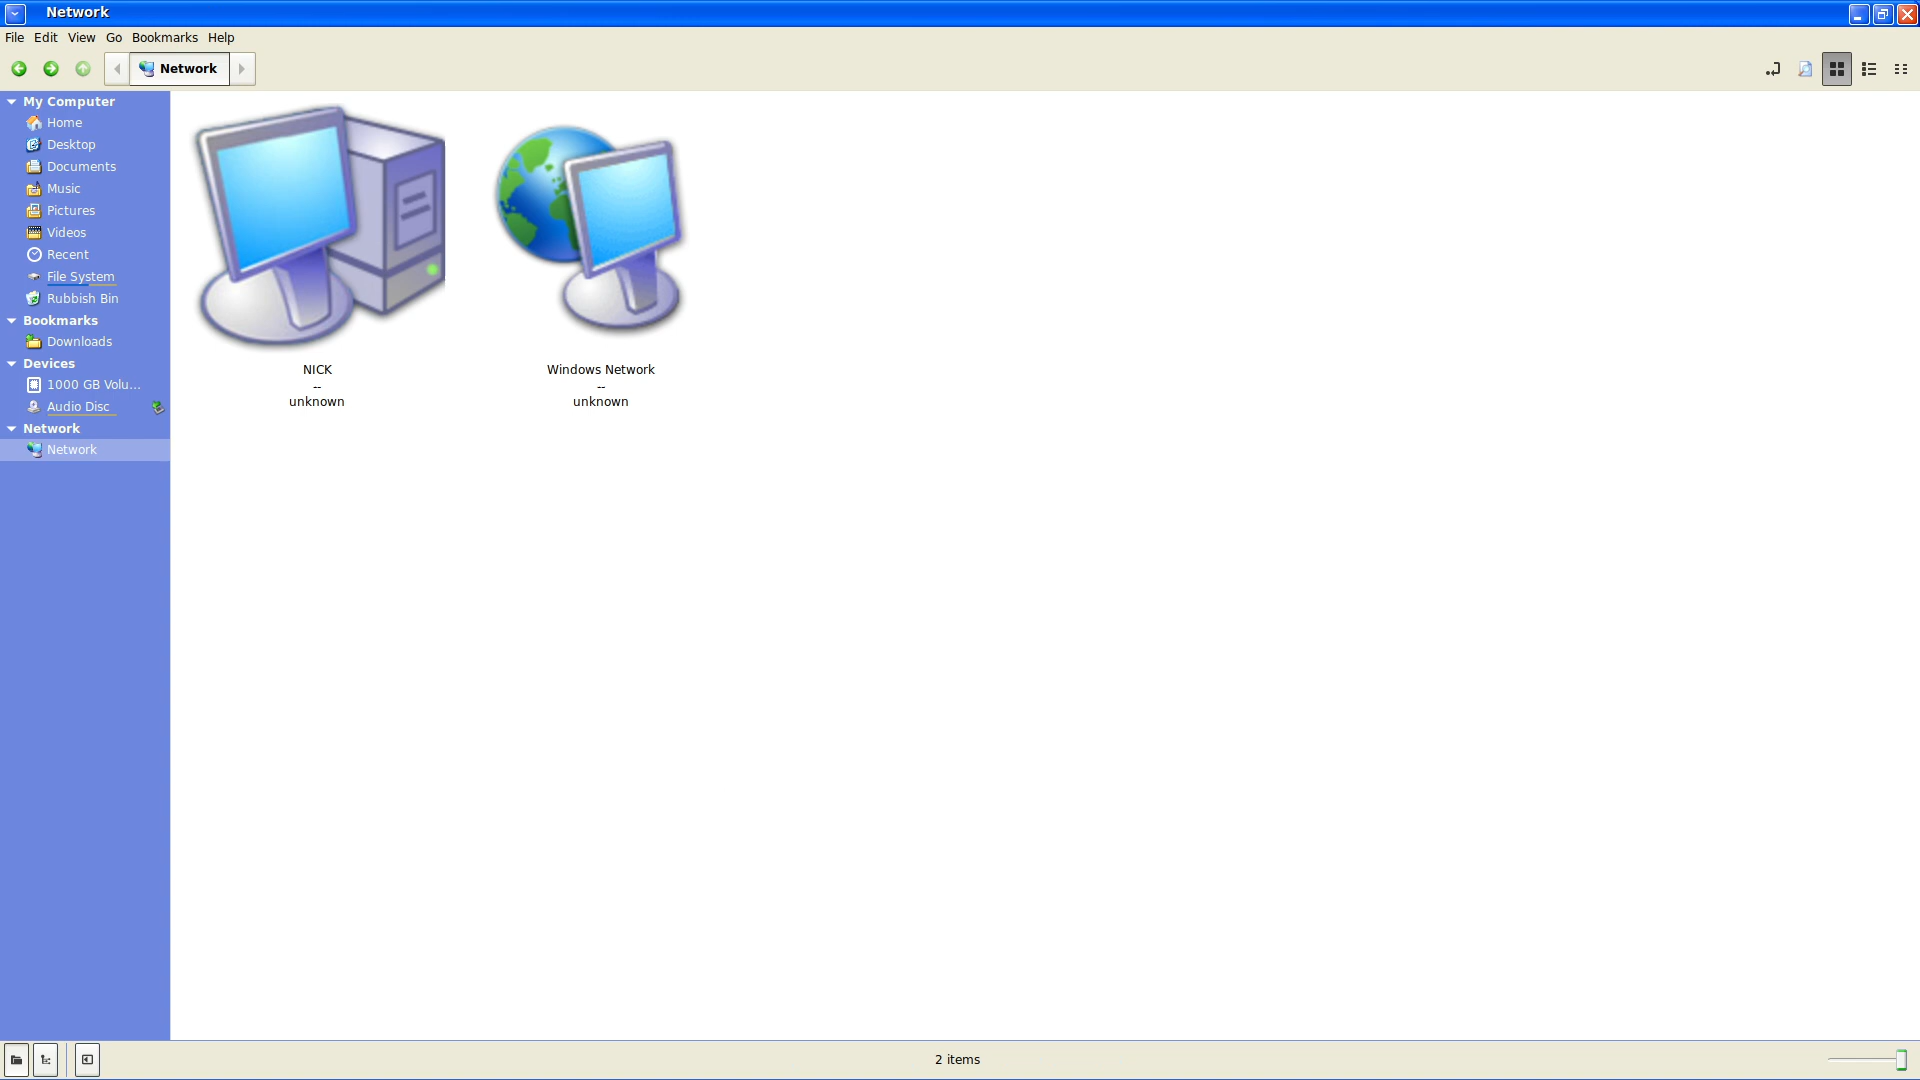 Network
File Edit View Go Bookmarks Help
Network
My Computer
Home
Desktop
Documents
Music
Pictures
Videos
Recent
File System
Rubbish Bin
Bookmarks
Downloads
Devices
1000 GB Volu...
Audio Disc
Network
Network
NICK
--
unknown
Windows Network
--
unknown
2 items